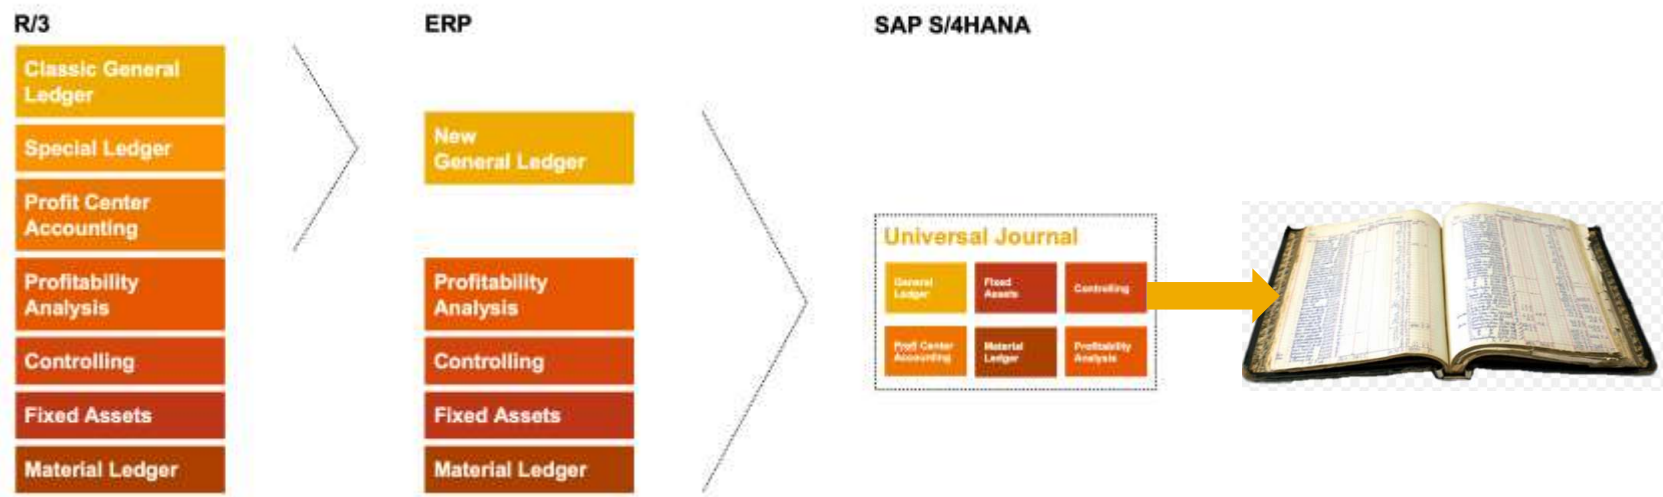 R/3
Classic General
Ledger
Special Ledger
Profit Center
Accounting
Profitability
Analysis
Controlling
Fixed Assets
Material Ledger
ERP
New
General Ledger
Profitability
Analysis
Controlling
Fixed Assets
Material Ledger
SAP S/4HANA
Universal Journal
General
Ledger
Fixed
Assets
Controlling
Profi Center
Accounting
Material
Ledger
Profitability
Analysis